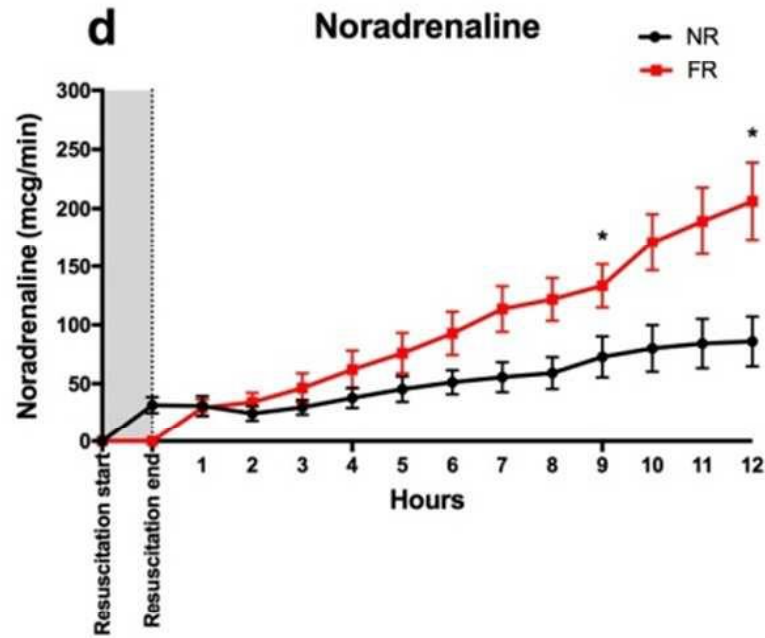 d
Noradrenaline
NR
FR
Noradrenaline (mcg/min)
300
250
200
150
100
50
0
Resuscitation start
Resuscitation end
1 2 3 4 5 6 7 8 9 10 11 12
Hours
*
*